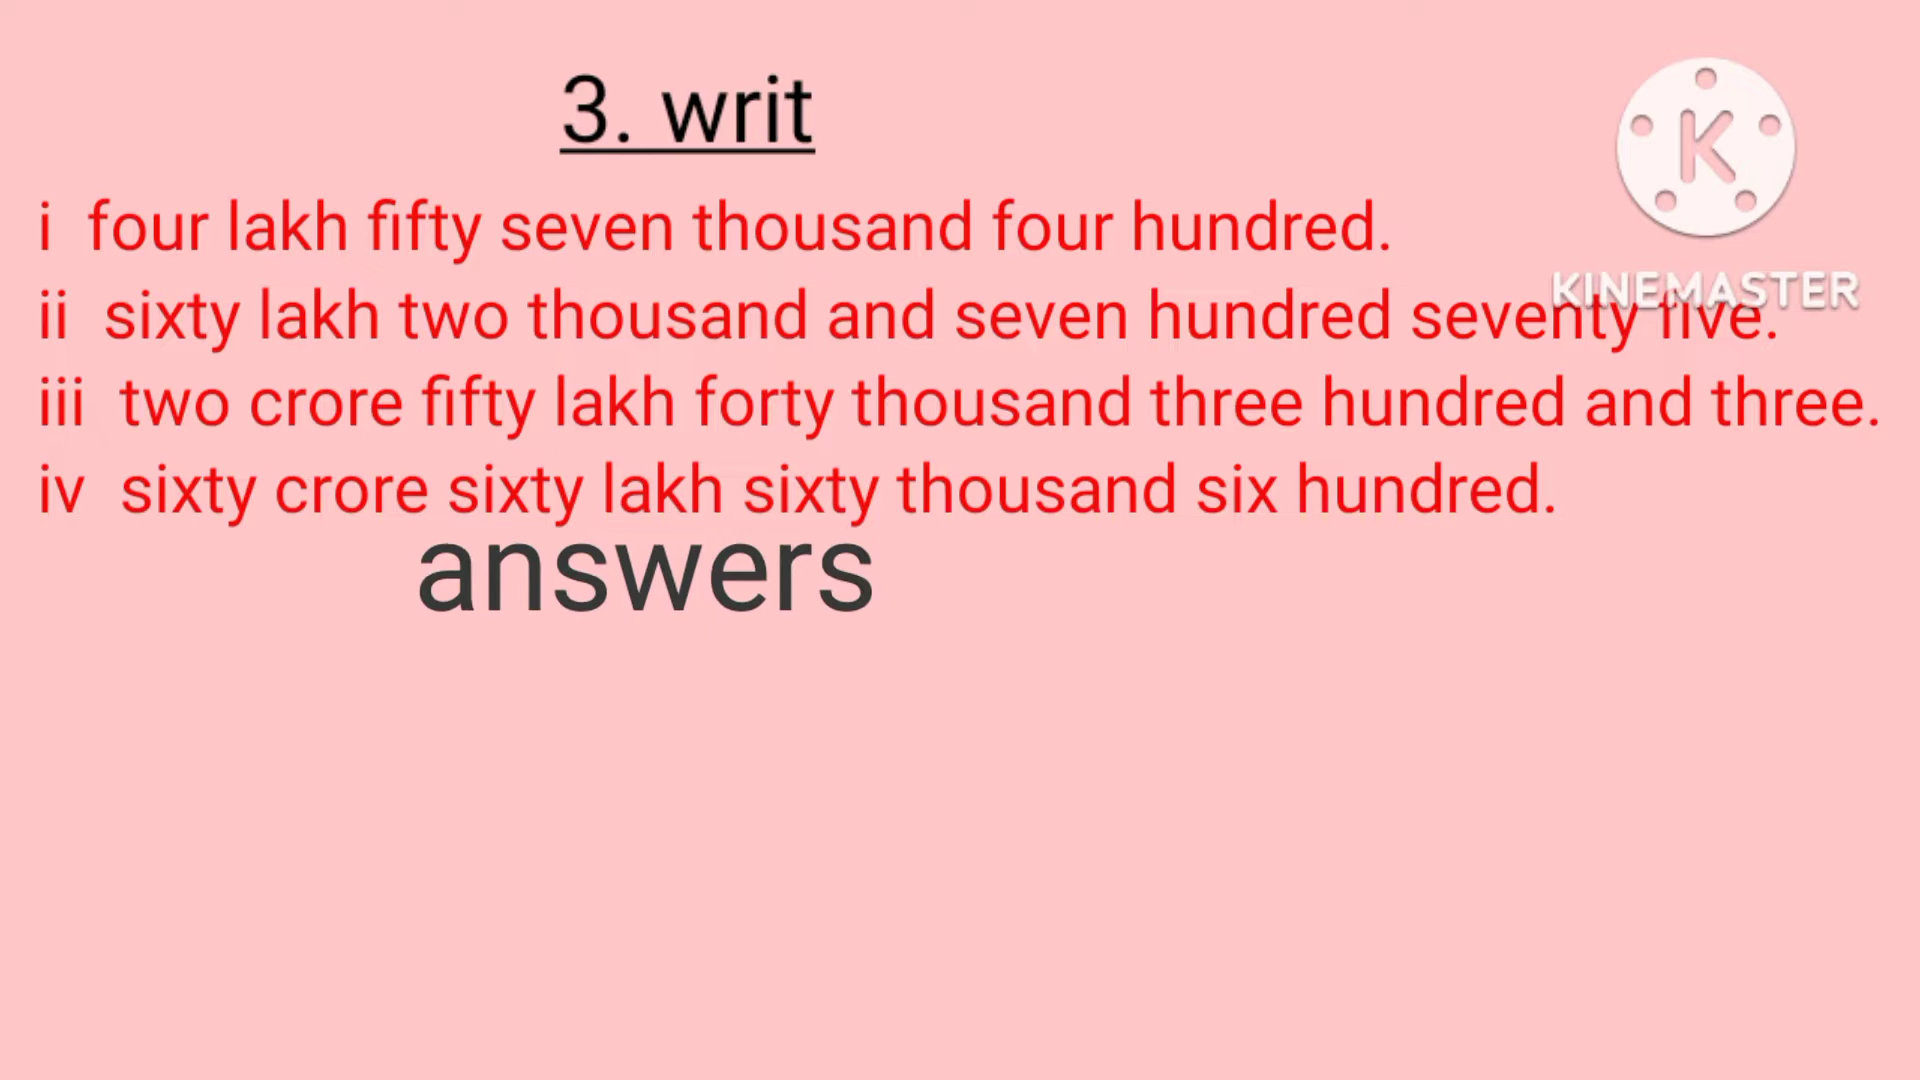 3. writ
i four lakh fifty seven thousand four hundred.
KINEMASTER
ii sixty lakh two thousand and seven hundred seventy five.
iii two crore fifty lakh forty thousand three hundred and three.
iv sixty crore sixty lakh sixty thousand six hundred.
answers